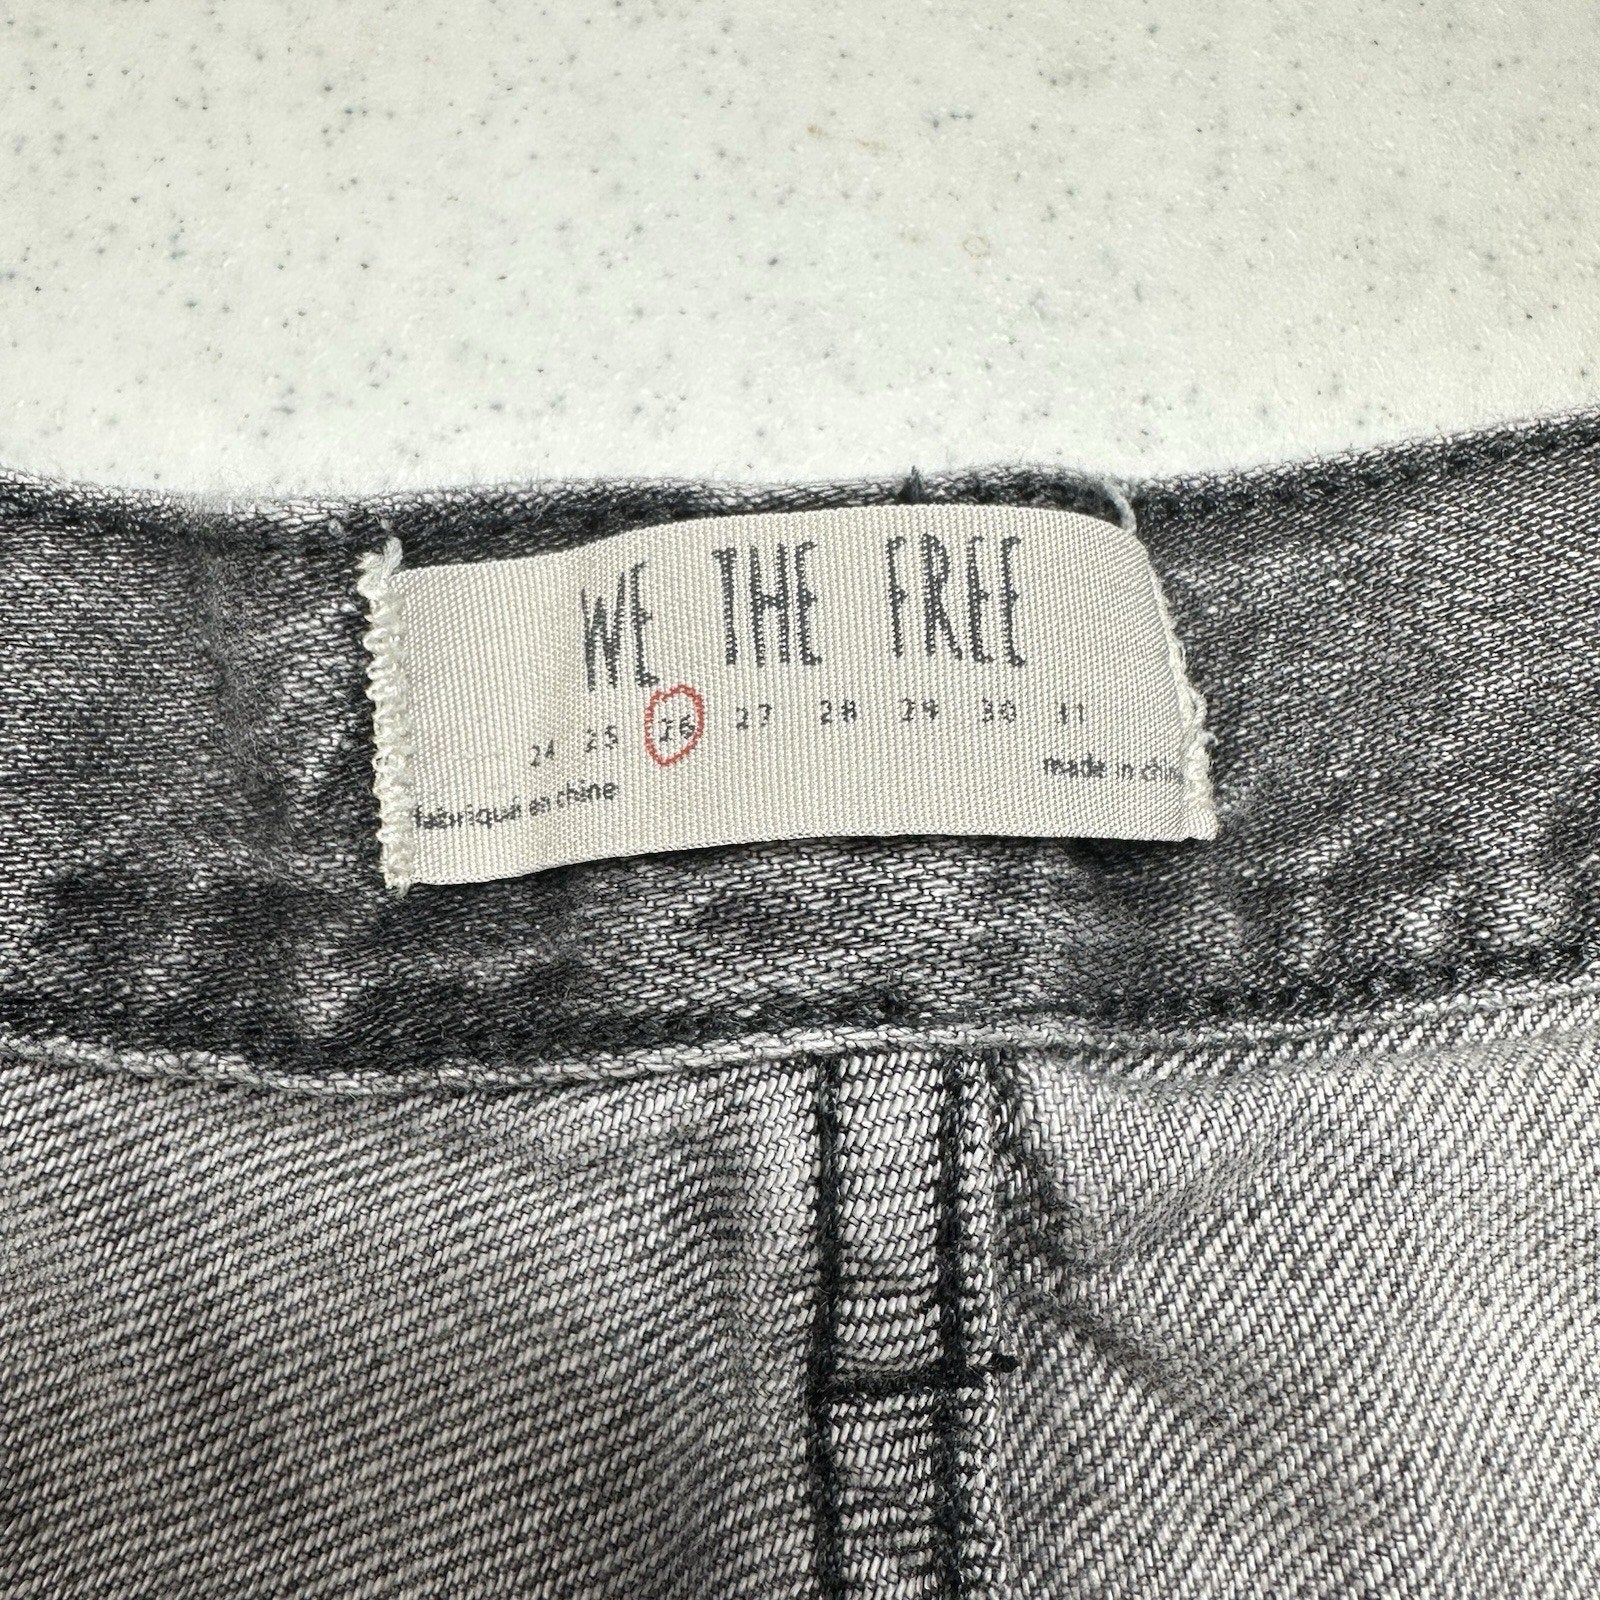 WE THE FREE
24 25 26 27 28 29 30 31
fabriqué en chine
made in china